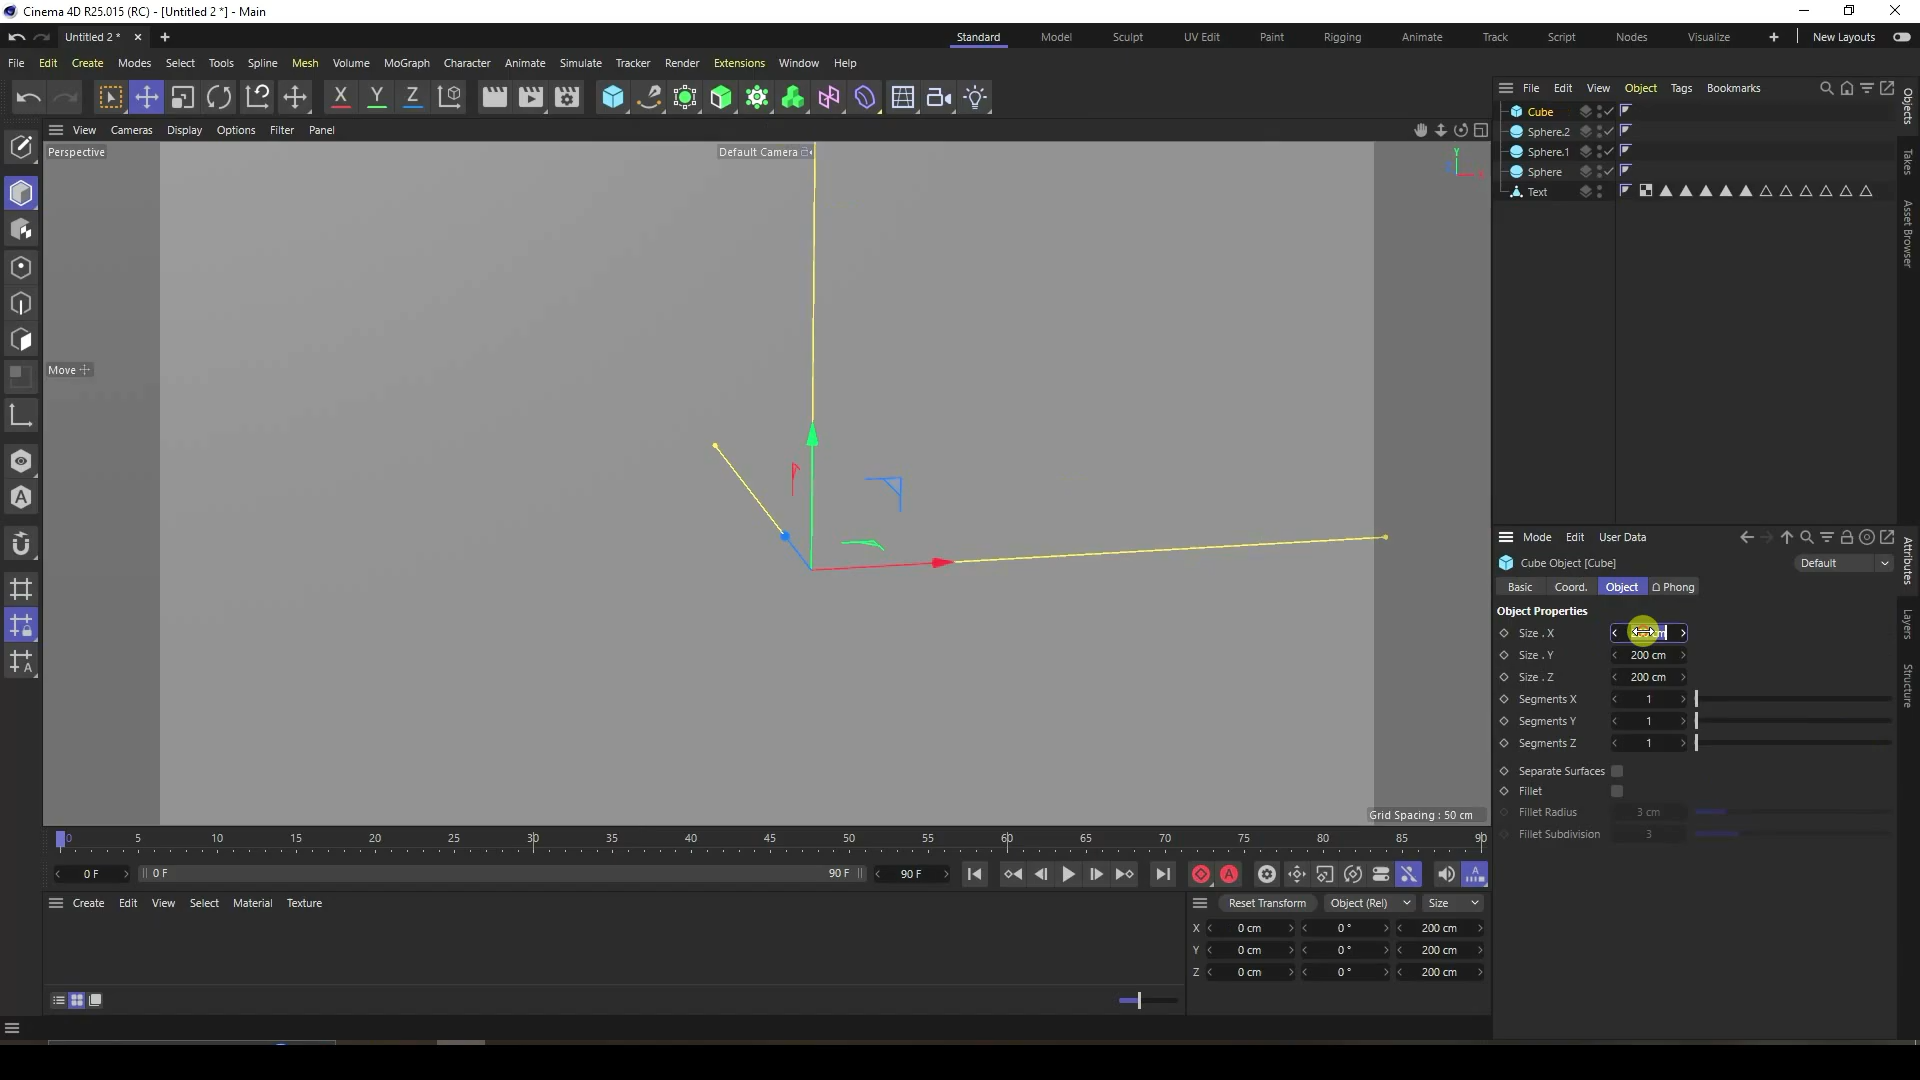 Cinema 4D R25.015 (RC) - [Untitled 2 *] - Main
Untitled 2 *
Standard Model Sculpt UV Edit Paint Rigging Animate Track Script Nodes Visualize New Layouts
File Edit Create Modes Select Tools Spline Mesh Volume MoGraph Character Animate Simulate Tracker Render Extensions Window Help
X Y Z
View Cameras Display Options Filter Panel
Perspective
Default Camera
Y
Move
Grid Spacing : 50 cm
File Edit View Object Tags Bookmarks
Cube
Sphere.2
Sphere.1
Sphere
Text
Objects
Takes
Asset Browser
Mode Edit User Data
Cube Object [Cube]
Default
Basic Coord. Object Phong
Object Properties
Size . X
Size . Y 200 cm
Size . Z 200 cm
Segments X 1
Segments Y 1
Segments Z 1
Separate Surfaces
Fillet
Fillet Radius 3 cm
Fillet Subdivision 3
Attributes
Layers
Structure
0 5 10 15 20 25 30 35 40 45 50 55 60 65 70 75 80 85 90
0 F 0 F 90 F 90 F
Create Edit View Select Material Texture
Reset Transform Object (Rel) Size
X 0 cm 0 ° 200 cm
Y 0 cm 0 ° 200 cm
Z 0 cm 0 ° 200 cm